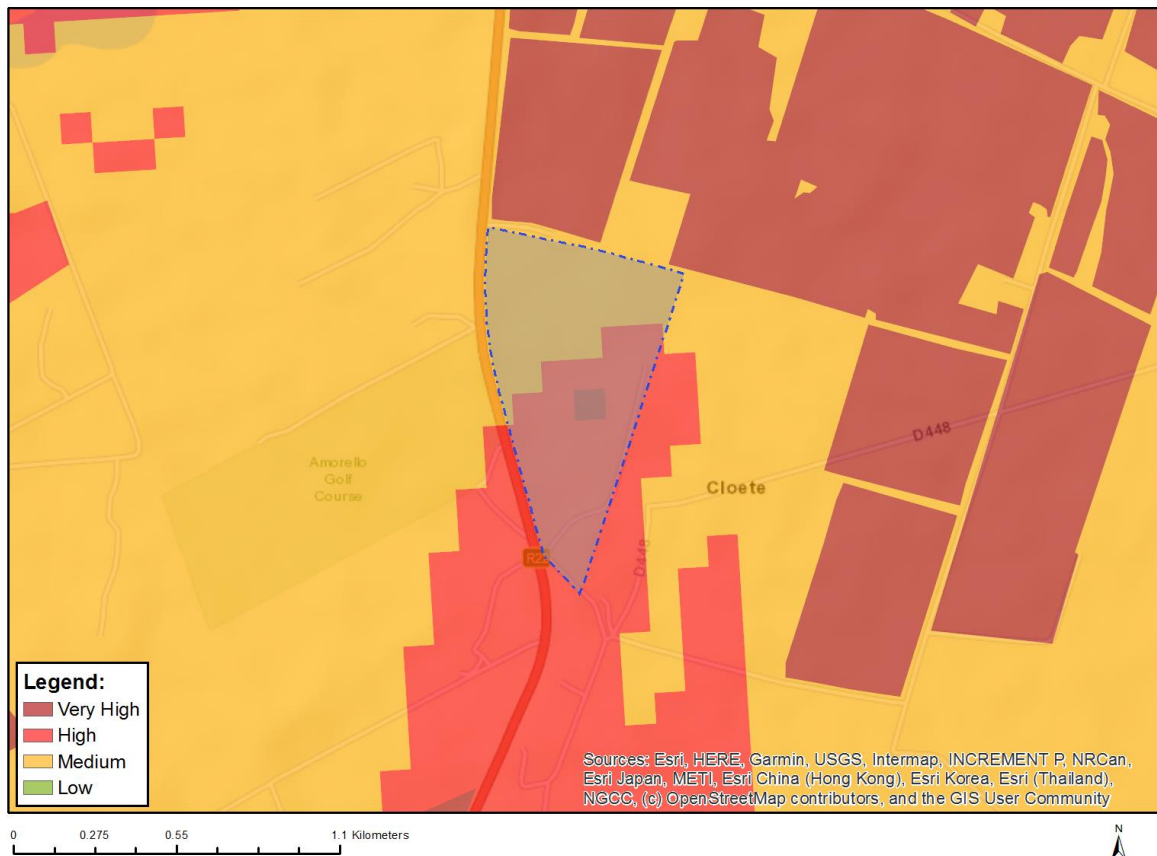 Amorello
Golf
Course
D448
Cloete
D448
Legend:
Very High
High
Medium
Low
Sources: Esri, HERE, Garmin, USGS, Intermap, INCREMENT P, NRCan,
Esri Japan, METI, Esri China (Hong Kong), Esri Korea, Esri (Thailand),
NGCC, (c) OpenStreetMap contributors, and the GIS User Community
0 0.275 0.55 1.1 Kilometers
N